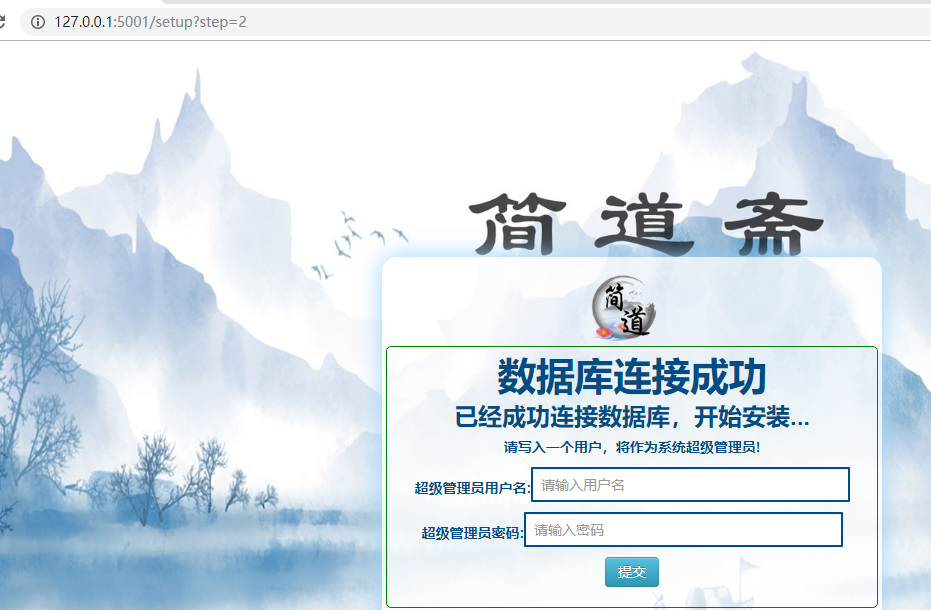 127.0.0.1:5001/setup?step=2
简道斋
简
道
数据库连接成功
已经成功连接数据库，开始安装...
请写入一个用户，将作为系统超级管理员!
超级管理员用户名:请输入用户名
超级管理员密码:请输入密码
提交